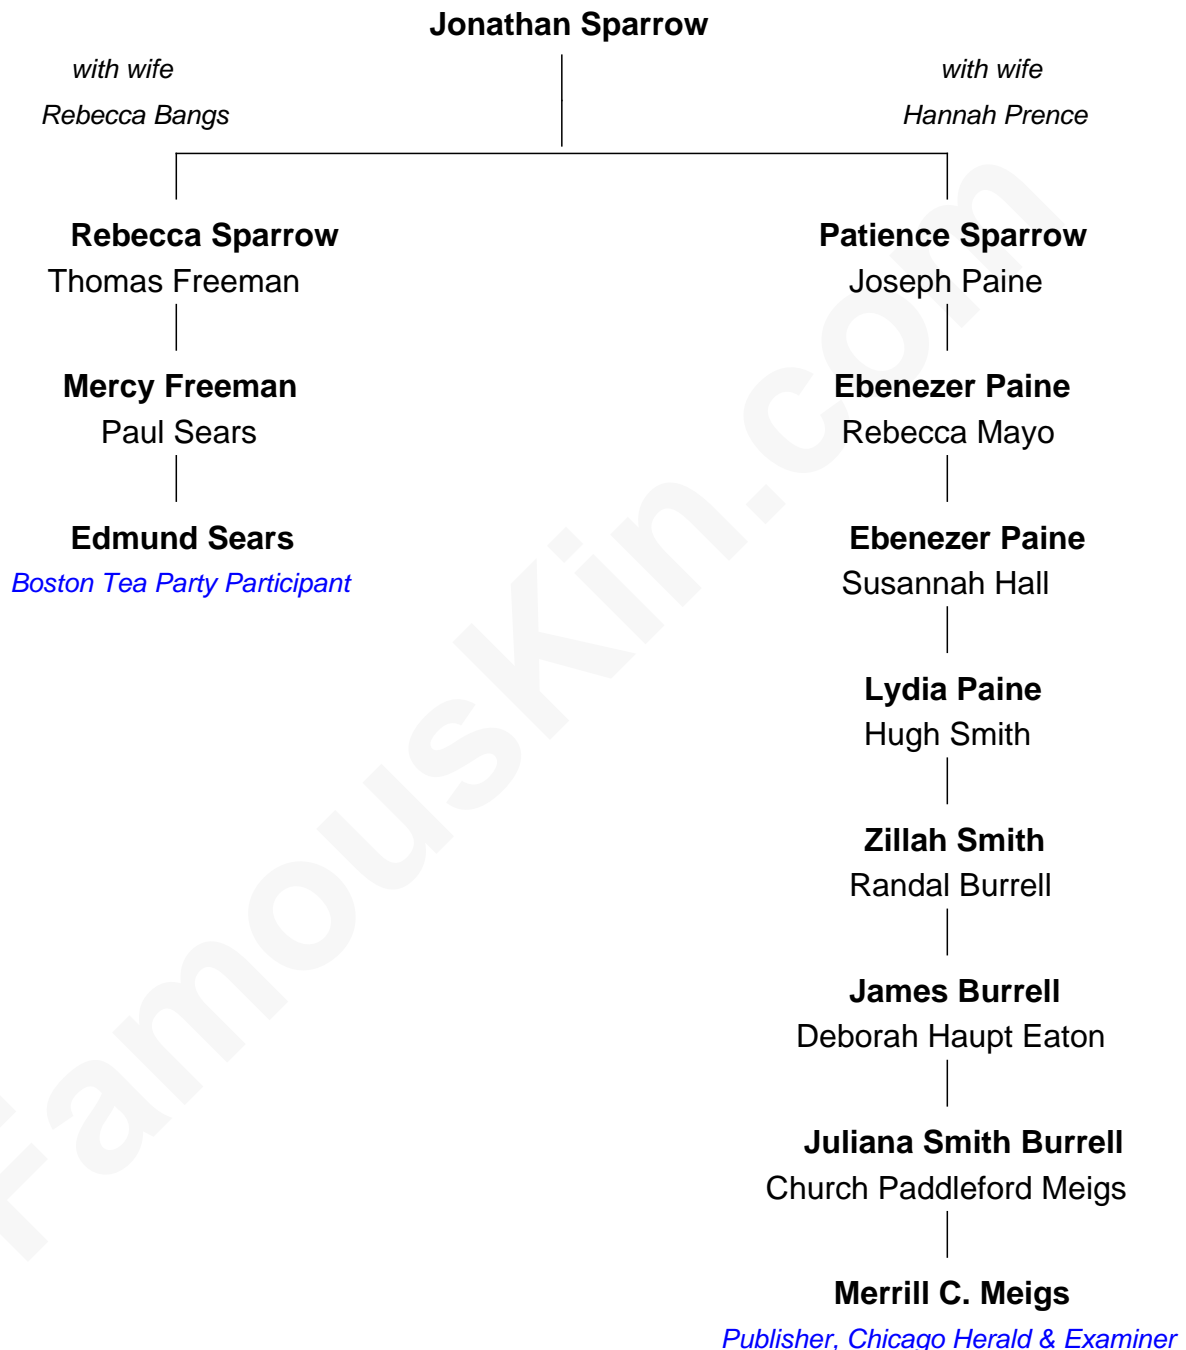 Jonathan Sparrow
with wife
Rebecca Bangs
with wife
Hannah Prence
Rebecca Sparrow
Thomas Freeman
Mercy Freeman
Paul Sears
Edmund Sears
Boston Tea Party Participant
Patience Sparrow
Joseph Paine
Ebenezer Paine
Rebecca Mayo
Ebenezer Paine
Susannah Hall
Lydia Paine
Hugh Smith
Zillah Smith
Randal Burrell
James Burrell
Deborah Haupt Eaton
Juliana Smith Burrell
Church Paddleford Meigs
Merrill C. Meigs
Publisher, Chicago Herald & Examiner
FamousKin.com